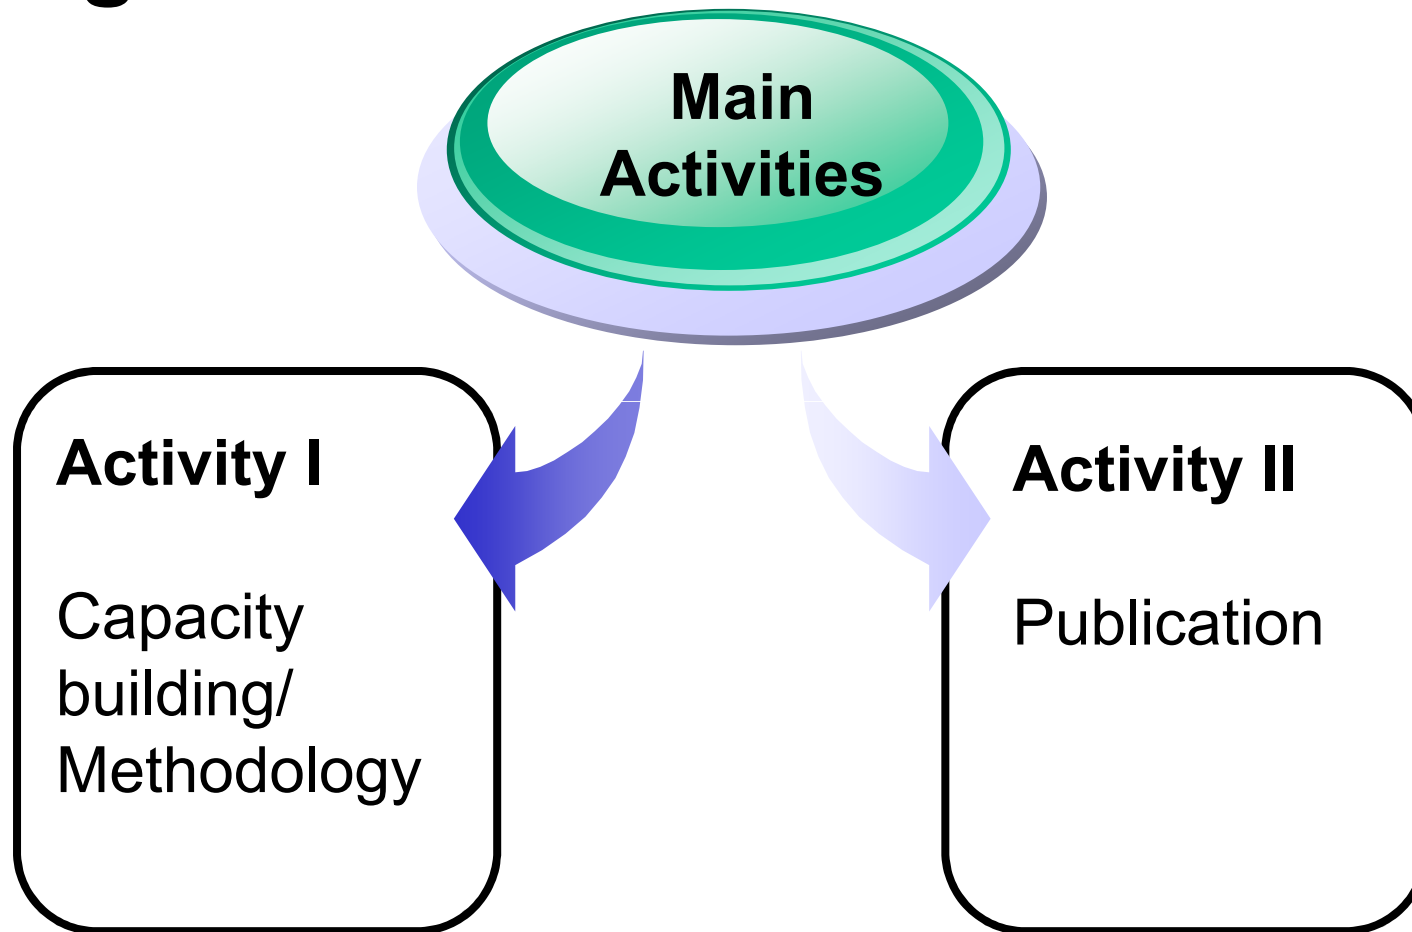 Main
Activities
Activity I
Capacity
building/
Methodology
Activity II
Publication